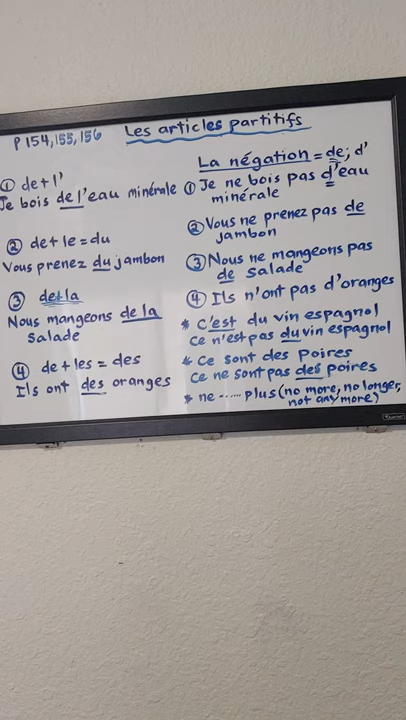 P 154,155,156
Les articles partitifs
① de+l'
Je bois de l'eau minérale
② de+le=du
Vous prenez du jambon
③ de+la
Nous mangeons de la
Salade
④ de+les = des
Ils ont des oranges
La négation = de; d'
① Je ne bois pas d'eau
minérale
② Vous ne prenez pas de
jambon
③ Nous ne mangeons pas
de salade
④ Ils n'ont pas d'oranges
* c'est du vin espagnol
ce n'est pas du vin espagnol
* ce sont des Poires
ce ne sont pas des poires
* ne ...... plus (no more, no longer,
not any more)